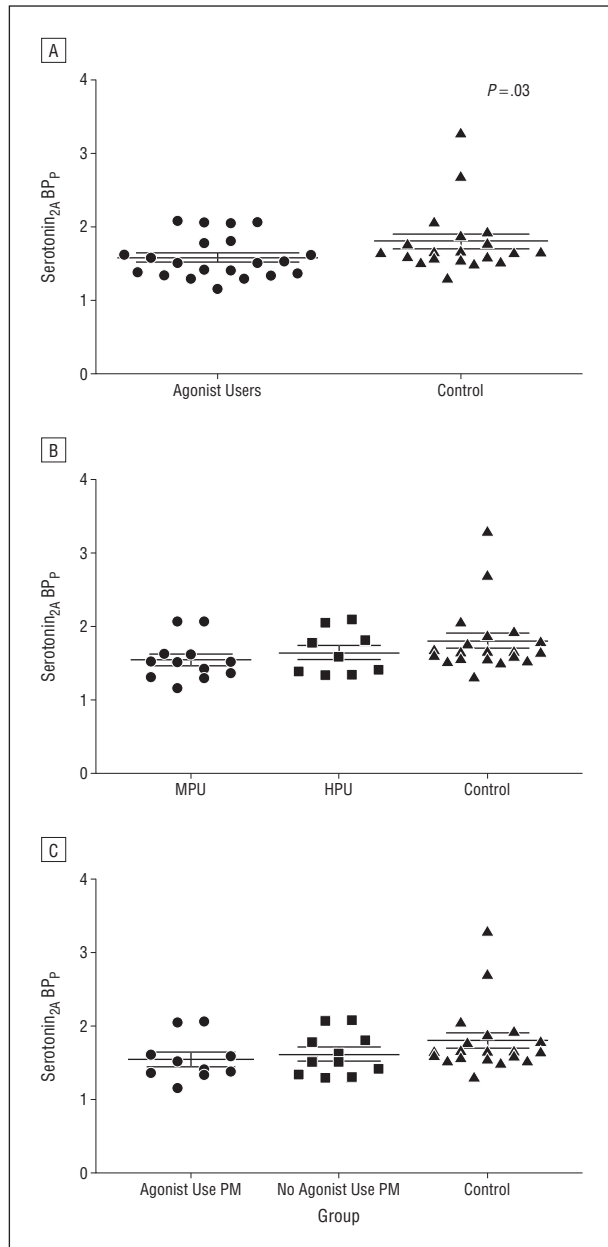 A
4
P=.03
3
Serotonin2A BPP
2
1
0
Agonist Users Control
B
4
3
Serotonin2A BPP
2
1
0
MPU HPU Control
C
4
3
Serotonin2A BPP
2
1
0
Agonist Use PM No Agonist Use PM Control
Group